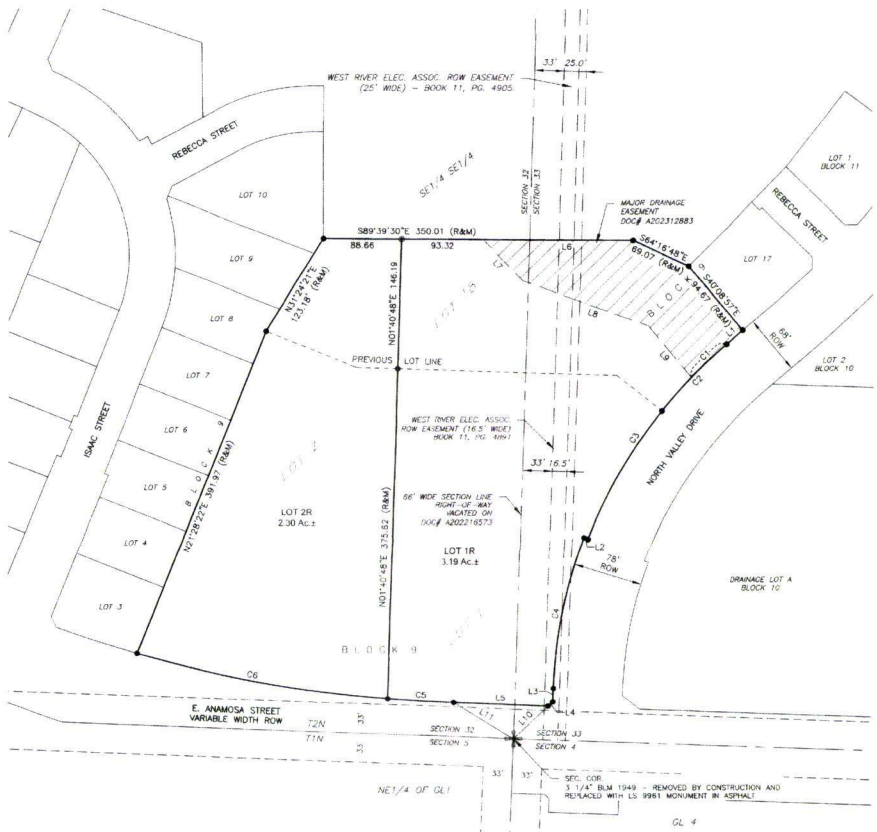 33' 25.0'
WEST RIVER ELEC. ASSOC. ROW EASEMENT
(25' WIDE) - BOOK 11, PG. 4905
REBECCA STREET
SE1/4 SE1/4
SECTION 32
SECTION 33
LOT 1
BLOCK 11
REBECCA STREET
MAJOR DRAINAGE
EASEMENT
DOC# A202312883
LOT 10
S89°39'30"E 350.01 (R&M)
88.66
93.32
L6
S64°16'48"E
69.07 (R&M)
LOT 17
LOT 9
N31°24'21"E
123.18' (R&M)
N01°40'48"E 146.19
L7
BLOC
9
S40°08'57"E
94.67 (R&M)
LOT 8
L8
L1
C1
68'
ROW
L9
C2
LOT 2
BLOCK 10
PREVIOUS LOT LINE
LOT 7
ISAAC STREET
LOT 6
BLOCK 9
N21°28'22"E 391.97 (R&M)
WEST RIVER ELEC. ASSOC.
ROW EASEMENT (16.5' WIDE)
BOOK 11, PG. 4891
C3
NORTH VALLEY DRIVE
33' 16.5'
LOT 5
LOT 2
66' WIDE SECTION LINE
RIGHT-OF-WAY
VACATED ON
DOC# A202216573
LOT 2R
2.30 Ac.±
N01°40'48"E 375.62 (R&M)
LOT 1R
3.19 Ac.±
L2
78'
ROW
LOT 4
DRAINAGE LOT A
BLOCK 10
LOT 3
C4
BLOCK 9
C6
C5
L5
L3
L4
E. ANAMOSA STREET
VARIABLE WIDTH ROW
T2N
T1N
33'
33'
SECTION 32
SECTION 5
L11
L10
SECTION 33
SECTION 4
33' 33'
SEC. COR.
3 1/4" BLM 1949 - REMOVED BY CONSTRUCTION AND
REPLACED WITH LS 9961 MONUMENT IN ASPHALT
NE1/4 OF GL1
GL 4